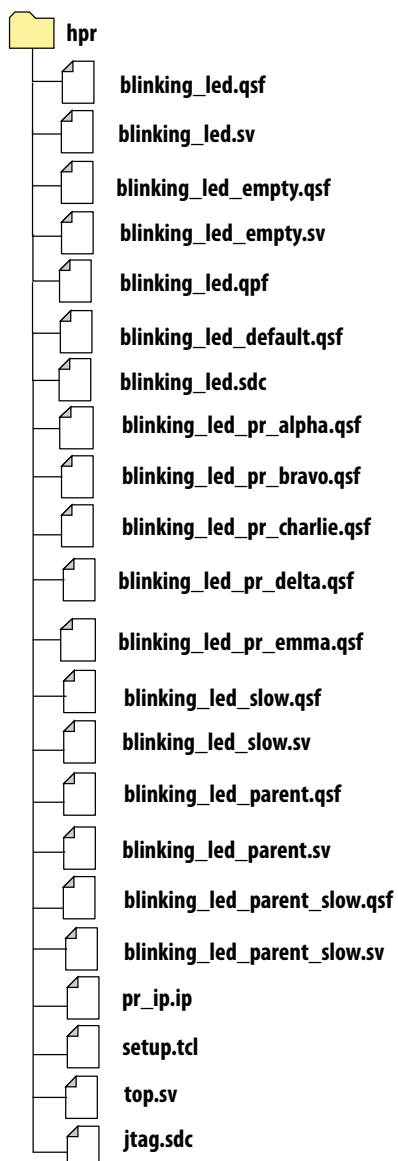 hpr
blinking_led.qsf
blinking_led.sv
blinking_led_empty.qsf
blinking_led_empty.sv
blinking_led.qpf
blinking_led_default.qsf
blinking_led.sdc
blinking_led_pr_alpha.qsf
blinking_led_pr_bravo.qsf
blinking_led_pr_charlie.qsf
blinking_led_pr_delta.qsf
blinking_led_pr_emma.qsf
blinking_led_slow.qsf
blinking_led_slow.sv
blinking_led_parent.qsf
blinking_led_parent.sv
blinking_led_parent_slow.qsf
blinking_led_parent_slow.sv
pr_ip.ip
setup.tcl
top.sv
jtag.sdc